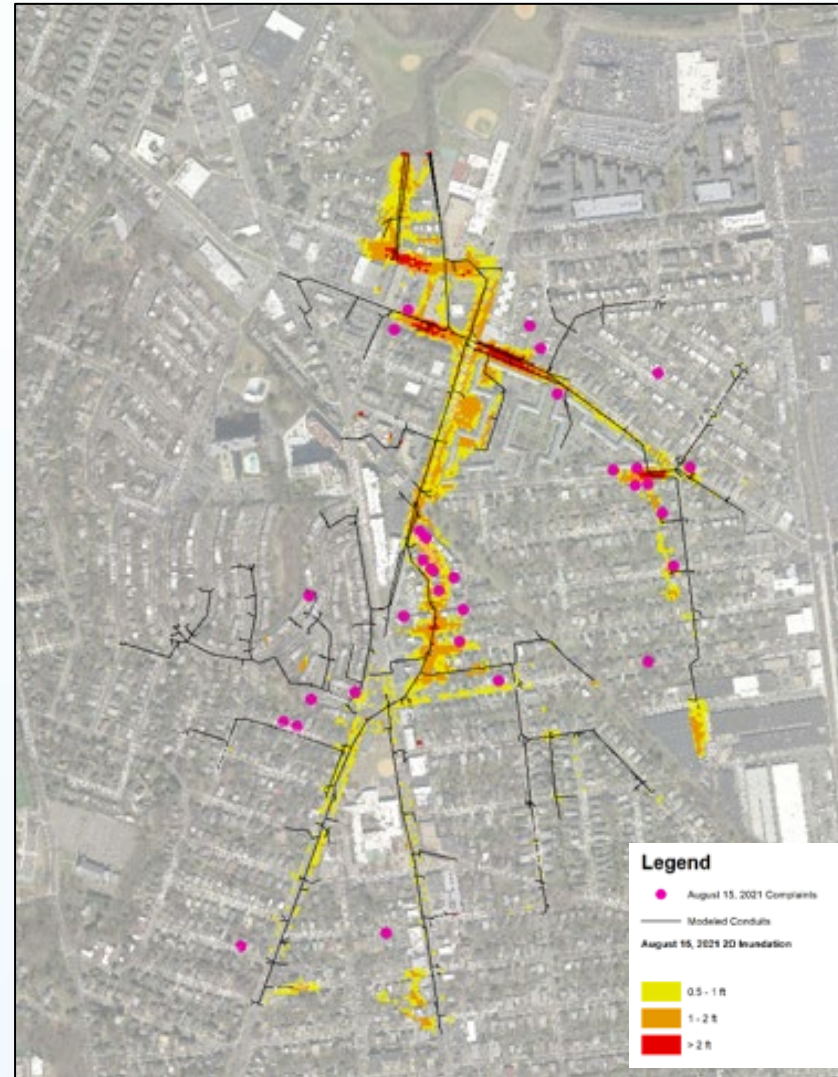 Legend
August 15, 2021 Complaints
Modeled Conduits
August 15, 2021 2D Inundation
0.5 - 1 ft
1 - 2 ft
> 2 ft